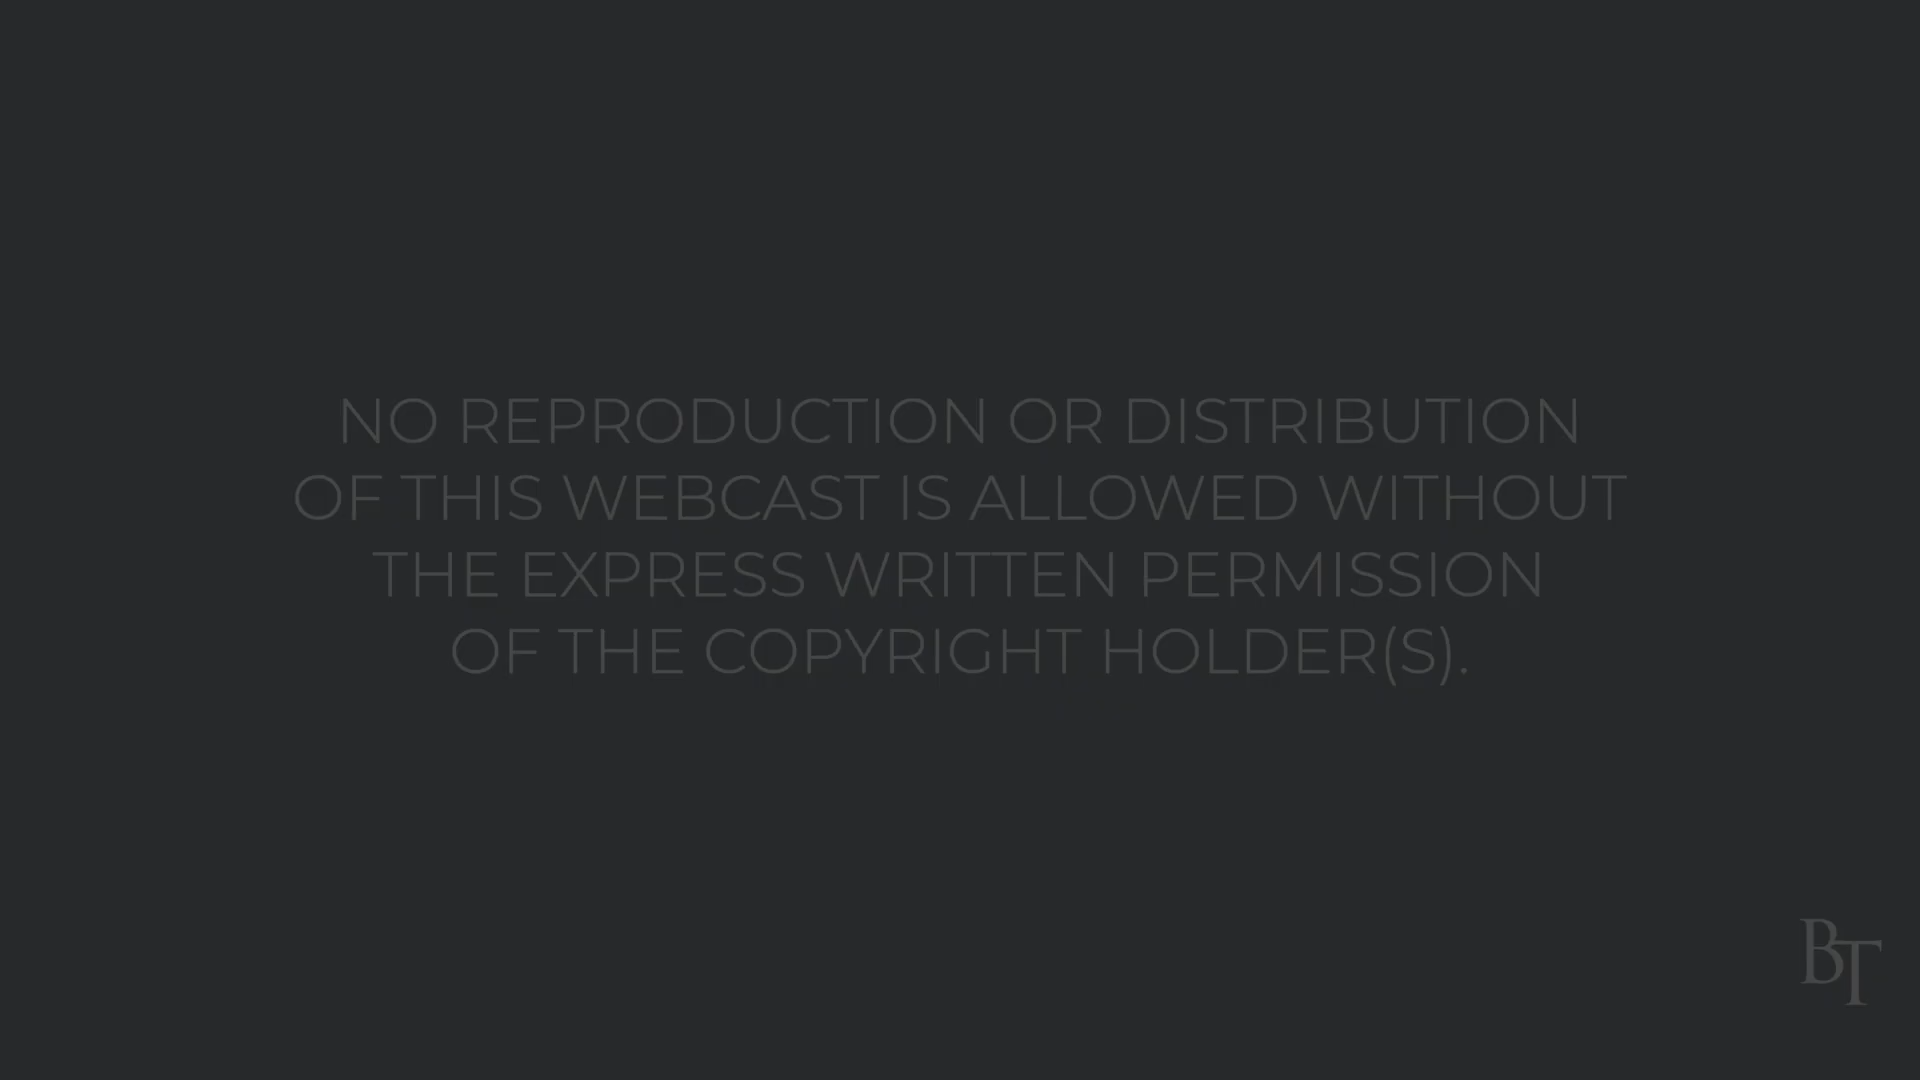 NO REPRODUCTION OR DISTRIBUTION
OF THIS WEBCAST IS ALLOWED WITHOUT
THE EXPRESS WRITTEN PERMISSION
OF THE COPYRIGHT HOLDER(S).
BT